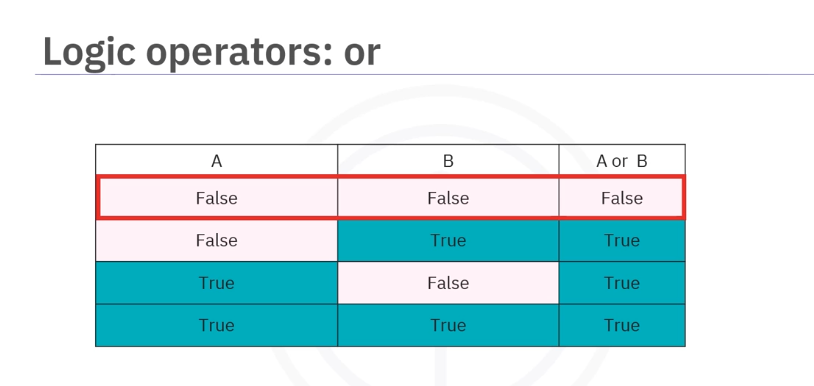 Logic operators: or
A B A or B
False False False
False True True
True False True
True True True